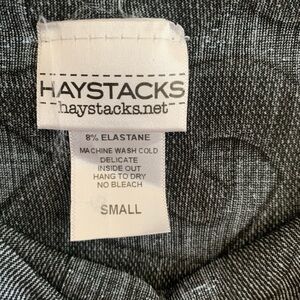 HAYSTACKS
haystacks.net
8% ELASTANE
MACHINE WASH COLD
DELICATE
INSIDE OUT
HANG TO DRY
NO BLEACH
SMALL